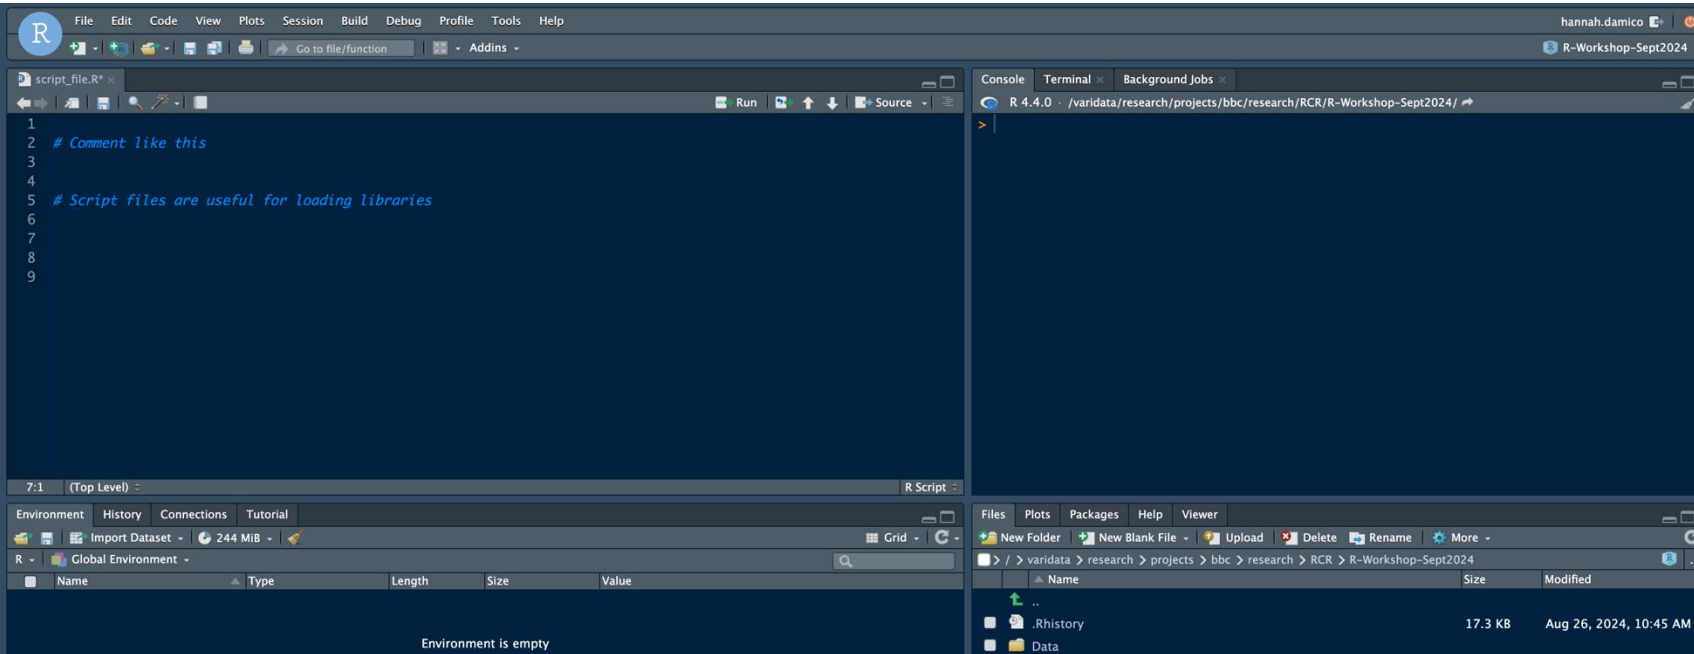 R
File Edit Code View Plots Session Build Debug Profile Tools Help
hannah.damico
Go to file/function
Addins
R-Workshop-Sept2024
script_file.R*
Run
Source
1
2 # Comment like this
3
4
5 # Script files are useful for loading libraries
6
7
8
9
7:1 (Top Level)
R Script
Console Terminal Background Jobs
R 4.4.0 · /varidata/research/projects/bbc/research/RCR/R-Workshop-Sept2024/
>
Environment History Connections Tutorial
Import Dataset 244 MiB Grid
R Global Environment
Name Type Length Size Value
Environment is empty
Files Plots Packages Help Viewer
New Folder New Blank File Upload Delete Rename More
/ > varidata > research > projects > bbc > research > RCR > R-Workshop-Sept2024
Name Size Modified
..
.Rhistory 17.3 KB Aug 26, 2024, 10:45 AM
Data